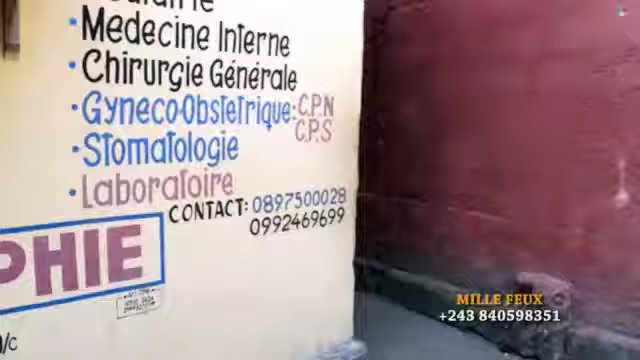 • Medecine Interne
• Chirurgie Générale
• Gyneco-Obstetrique: C.P.N
C.P.S
• Stomatologie
• Laboratoire
CONTACT: 0897500028
0992469699
PHIE
MILLE FEUX
+243 840598351